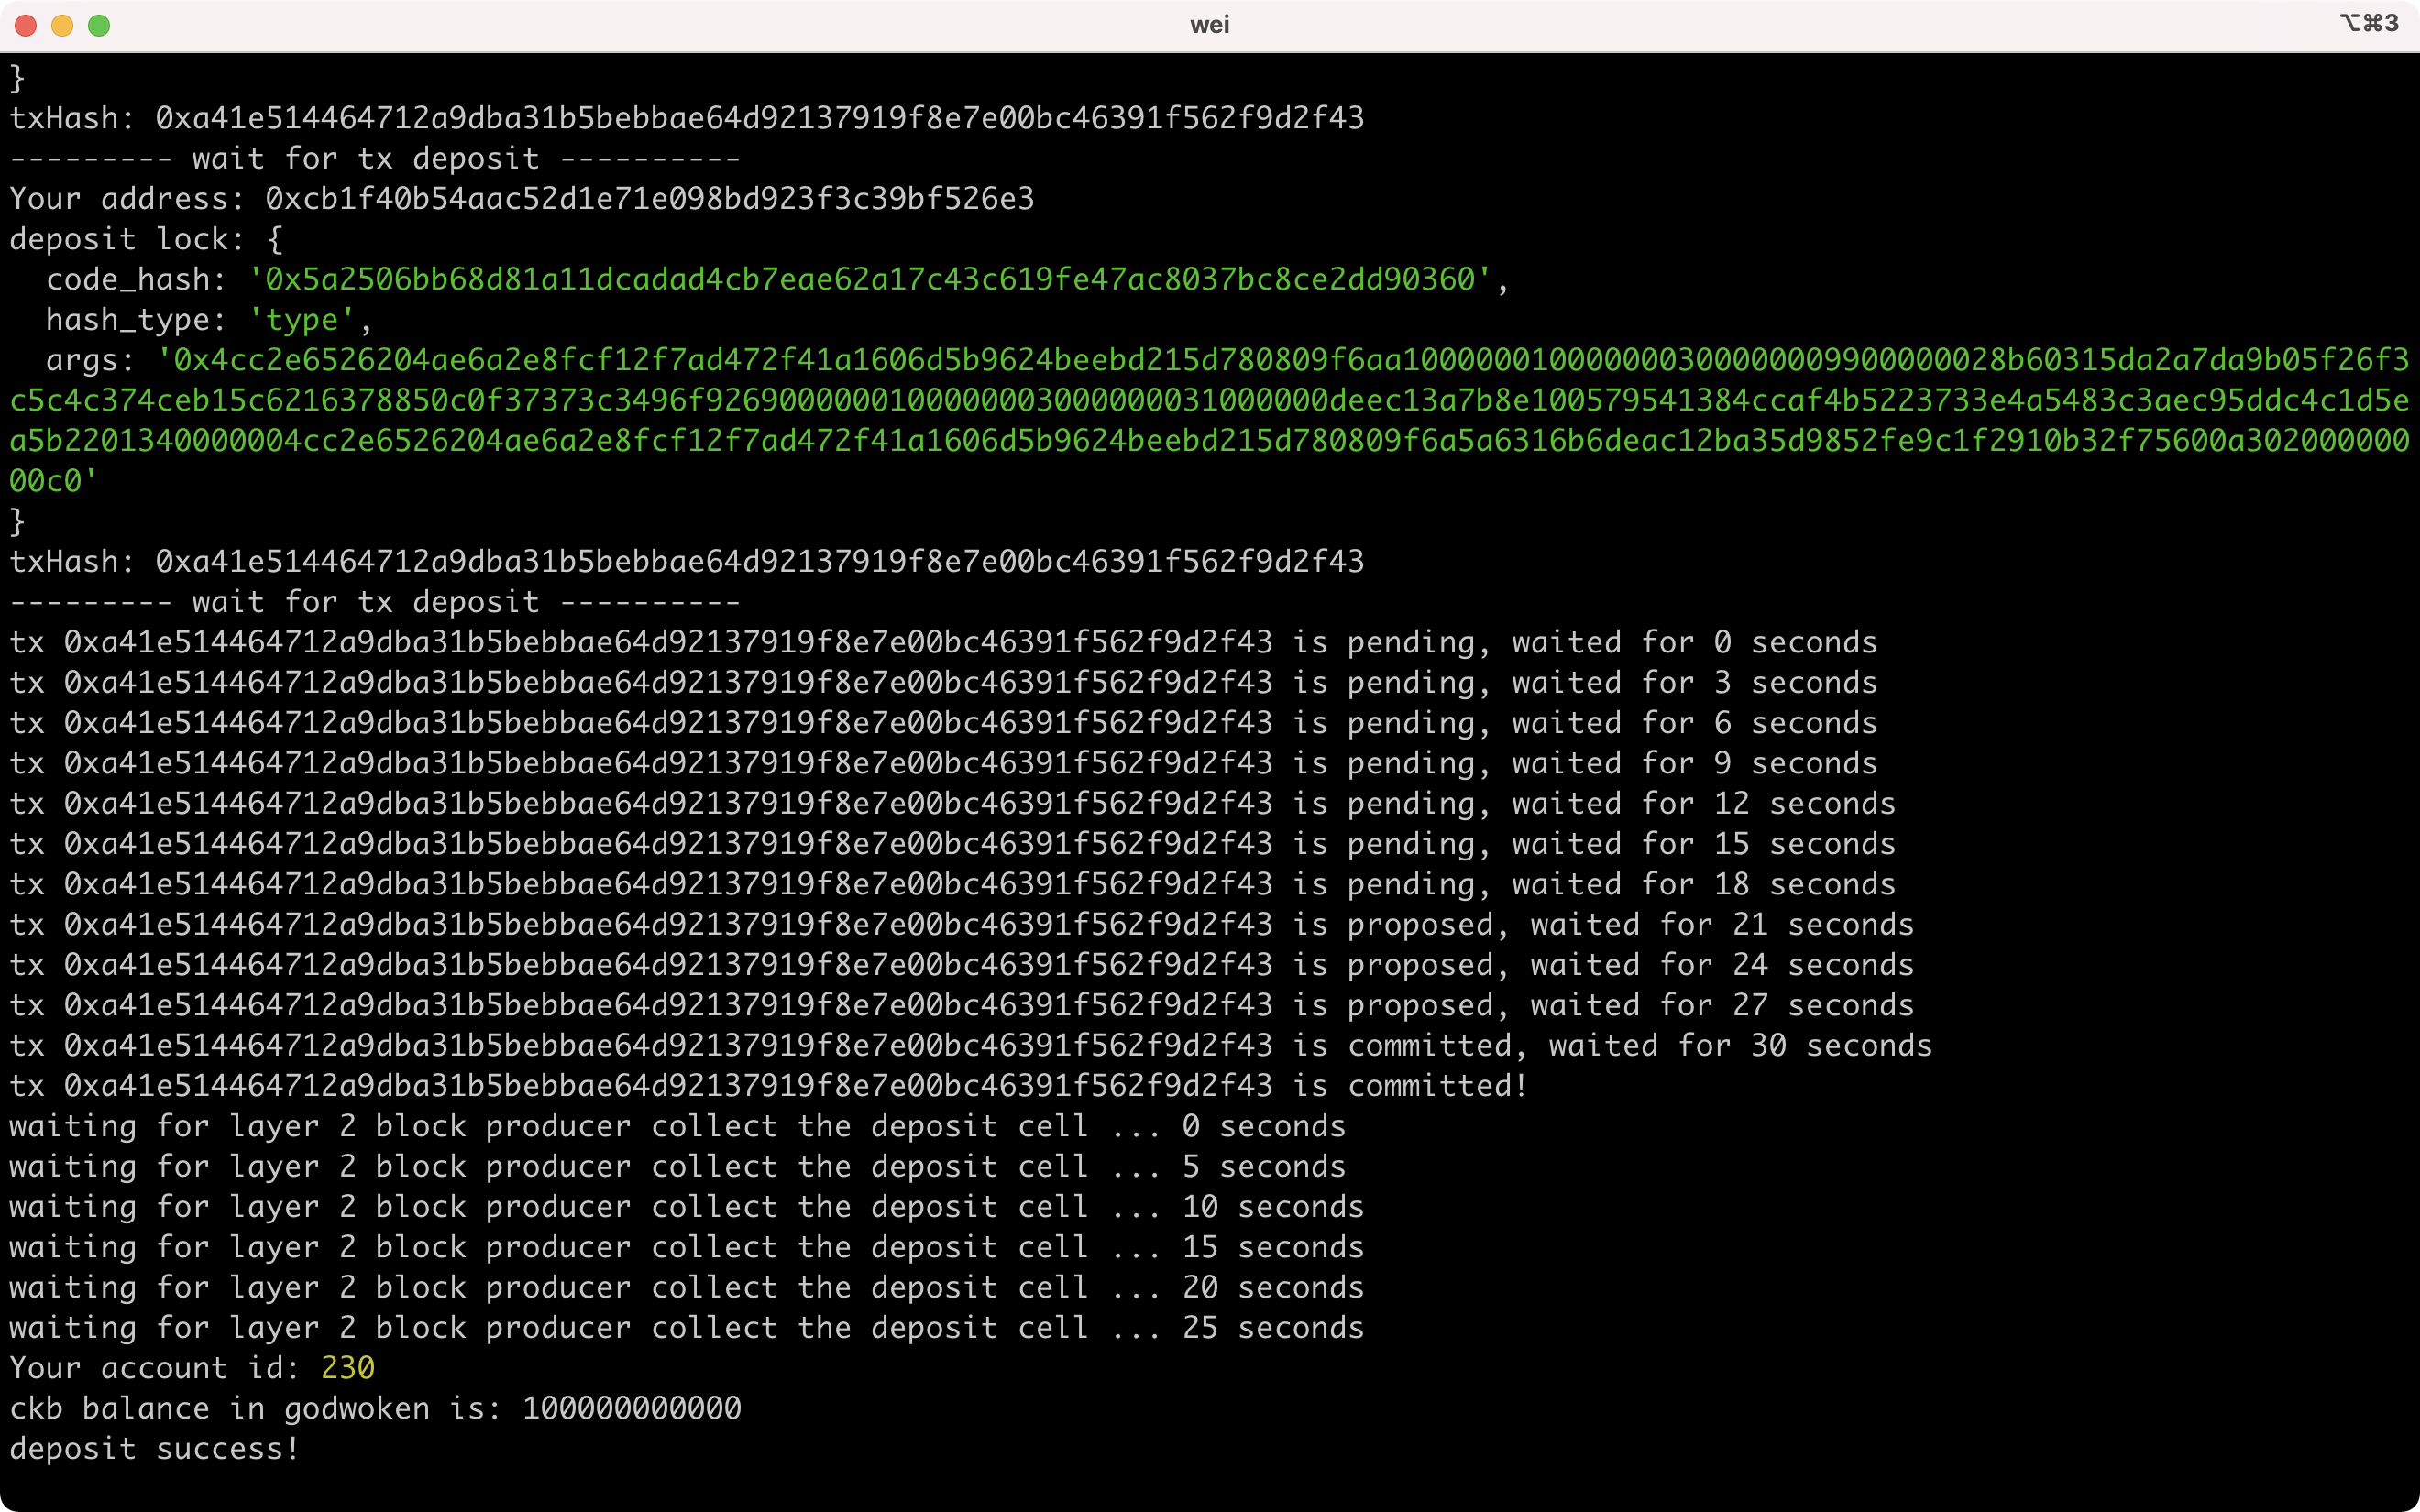 wei
⌥⌘3
}
txHash: 0xa41e514464712a9dba31b5bebbae64d92137919f8e7e00bc46391f562f9d2f43
--------- wait for tx deposit ----------
Your address: 0xcb1f40b54aac52d1e71e098bd923f3c39bf526e3
deposit lock: {
  code_hash: '0x5a2506bb68d81a11dcadad4cb7eae62a17c43c619fe47ac8037bc8ce2dd90360',
  hash_type: 'type',
  args: '0x4cc2e6526204ae6a2e8fcf12f7ad472f41a1606d5b9624beebd215d780809f6aa10000001000000030000000990000002​8b60315da2a7da9b05f26f3
c5c4c374ceb15c6216378850c0f37373c3496f92690000000100000003000000031000000deec13a7b8e100579541384ccaf4b5223733e4a5483c3aec95ddc4c1d5e
a5b2201340000004cc2e6526204ae6a2e8fcf12f7ad472f41a1606d5b9624beebd215d780809f6a5a6316b6deac12ba35d9852fe9c1f2910b32f75600a302000000
00c0'
}
txHash: 0xa41e514464712a9dba31b5bebbae64d92137919f8e7e00bc46391f562f9d2f43
--------- wait for tx deposit ----------
tx 0xa41e514464712a9dba31b5bebbae64d92137919f8e7e00bc46391f562f9d2f43 is pending, waited for 0 seconds
tx 0xa41e514464712a9dba31b5bebbae64d92137919f8e7e00bc46391f562f9d2f43 is pending, waited for 3 seconds
tx 0xa41e514464712a9dba31b5bebbae64d92137919f8e7e00bc46391f562f9d2f43 is pending, waited for 6 seconds
tx 0xa41e514464712a9dba31b5bebbae64d92137919f8e7e00bc46391f562f9d2f43 is pending, waited for 9 seconds
tx 0xa41e514464712a9dba31b5bebbae64d92137919f8e7e00bc46391f562f9d2f43 is pending, waited for 12 seconds
tx 0xa41e514464712a9dba31b5bebbae64d92137919f8e7e00bc46391f562f9d2f43 is pending, waited for 15 seconds
tx 0xa41e514464712a9dba31b5bebbae64d92137919f8e7e00bc46391f562f9d2f43 is pending, waited for 18 seconds
tx 0xa41e514464712a9dba31b5bebbae64d92137919f8e7e00bc46391f562f9d2f43 is proposed, waited for 21 seconds
tx 0xa41e514464712a9dba31b5bebbae64d92137919f8e7e00bc46391f562f9d2f43 is proposed, waited for 24 seconds
tx 0xa41e514464712a9dba31b5bebbae64d92137919f8e7e00bc46391f562f9d2f43 is proposed, waited for 27 seconds
tx 0xa41e514464712a9dba31b5bebbae64d92137919f8e7e00bc46391f562f9d2f43 is committed, waited for 30 seconds
tx 0xa41e514464712a9dba31b5bebbae64d92137919f8e7e00bc46391f562f9d2f43 is committed!
waiting for layer 2 block producer collect the deposit cell ... 0 seconds
waiting for layer 2 block producer collect the deposit cell ... 5 seconds
waiting for layer 2 block producer collect the deposit cell ... 10 seconds
waiting for layer 2 block producer collect the deposit cell ... 15 seconds
waiting for layer 2 block producer collect the deposit cell ... 20 seconds
waiting for layer 2 block producer collect the deposit cell ... 25 seconds
Your account id: 230
ckb balance in godwoken is: 100000000000
deposit success!